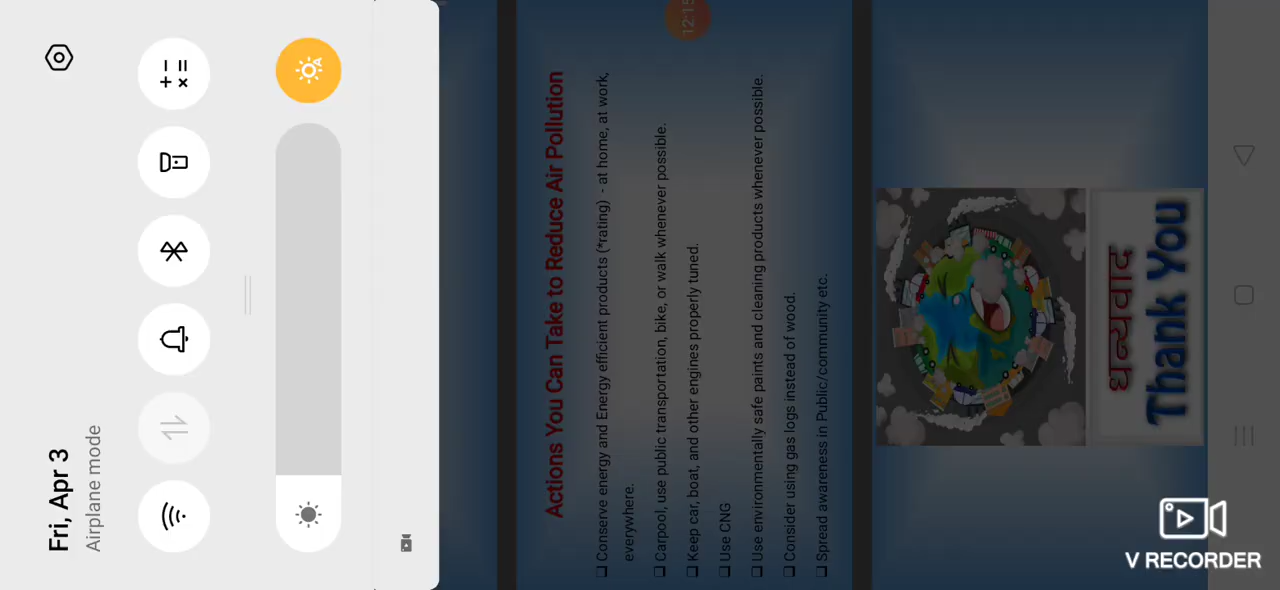 Fri, Apr 3
Airplane mode
12:15
Actions You Can Take to Reduce Air Pollution
❑ Conserve energy and Energy efficient products (*rating) - at home, at work,
everywhere.
❑ Carpool, use public transportation, bike, or walk whenever possible.
❑ Keep car, boat, and other engines properly tuned.
❑ Use CNG
❑ Use environmentally safe paints and cleaning products whenever possible.
❑ Consider using gas logs instead of wood.
❑ Spread awareness in Public/community etc.
धन्यवाद
Thank You
V RECORDER